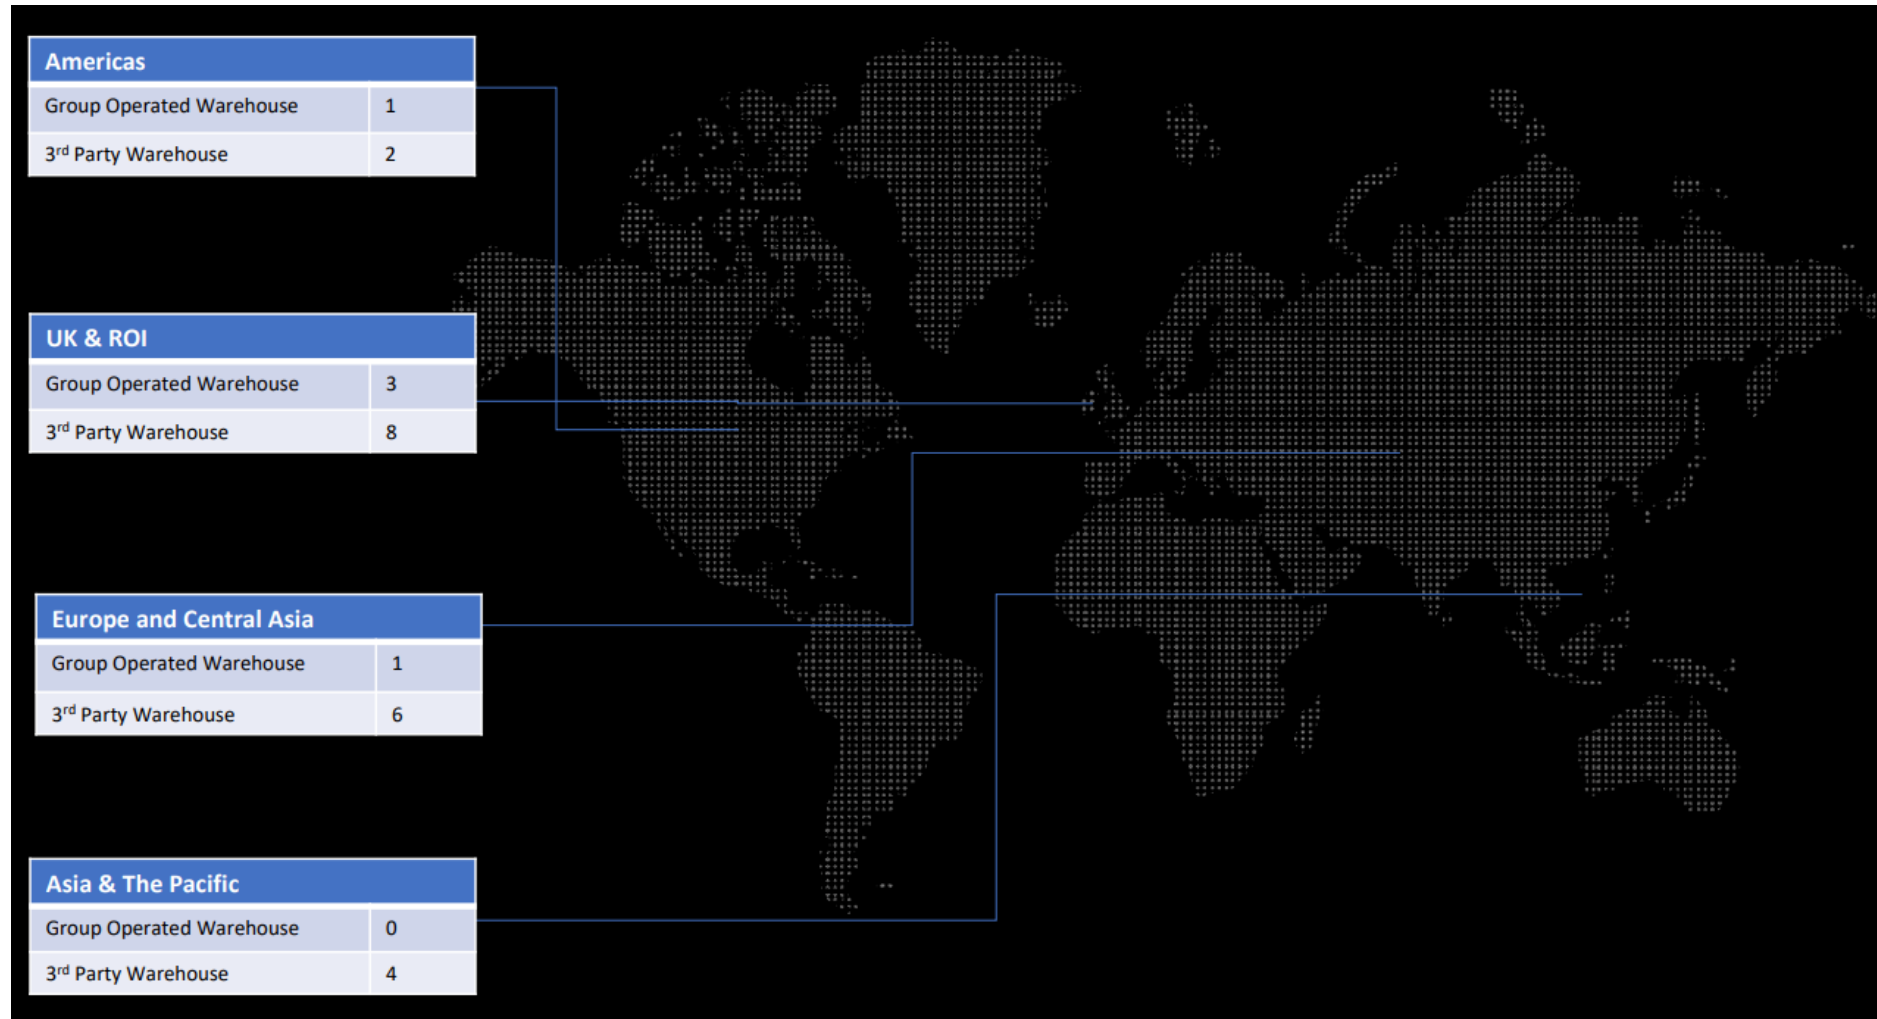 Americas
Group Operated Warehouse 1
3rd Party Warehouse 2
UK & ROI
Group Operated Warehouse 3
3rd Party Warehouse 8
Europe and Central Asia
Group Operated Warehouse 1
3rd Party Warehouse 6
Asia & The Pacific
Group Operated Warehouse 0
3rd Party Warehouse 4